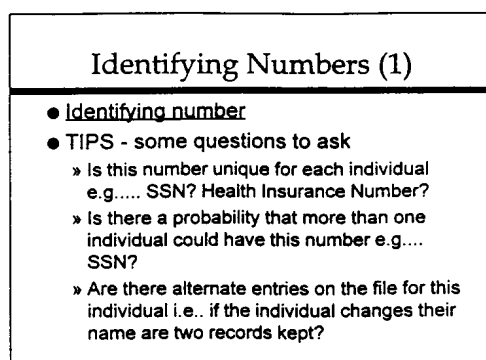 Identifying Numbers (1)
● Identifying number
● TIPS - some questions to ask
» Is this number unique for each individual
e.g..... SSN? Health Insurance Number?
» Is there a probability that more than one
individual could have this number e.g....
SSN?
» Are there alternate entries on the file for this
individual i.e.. if the individual changes their
name are two records kept?